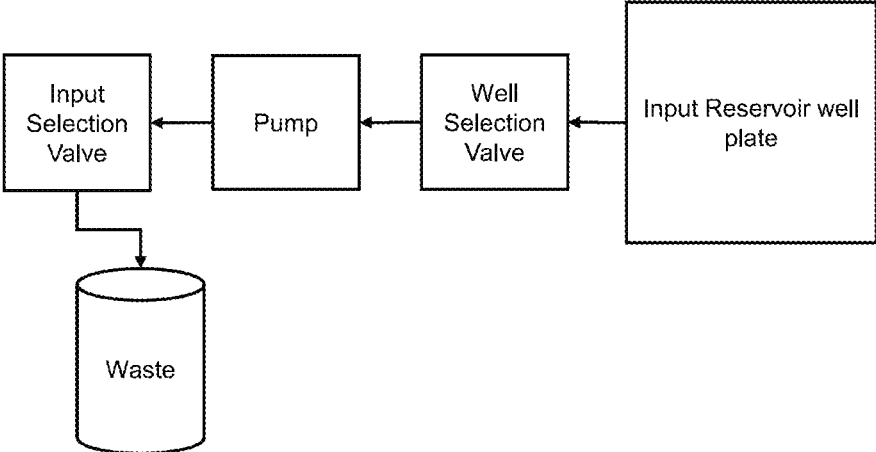 Input
Selection
Valve
Pump
Well
Selection
Valve
Input Reservoir well
plate
Waste